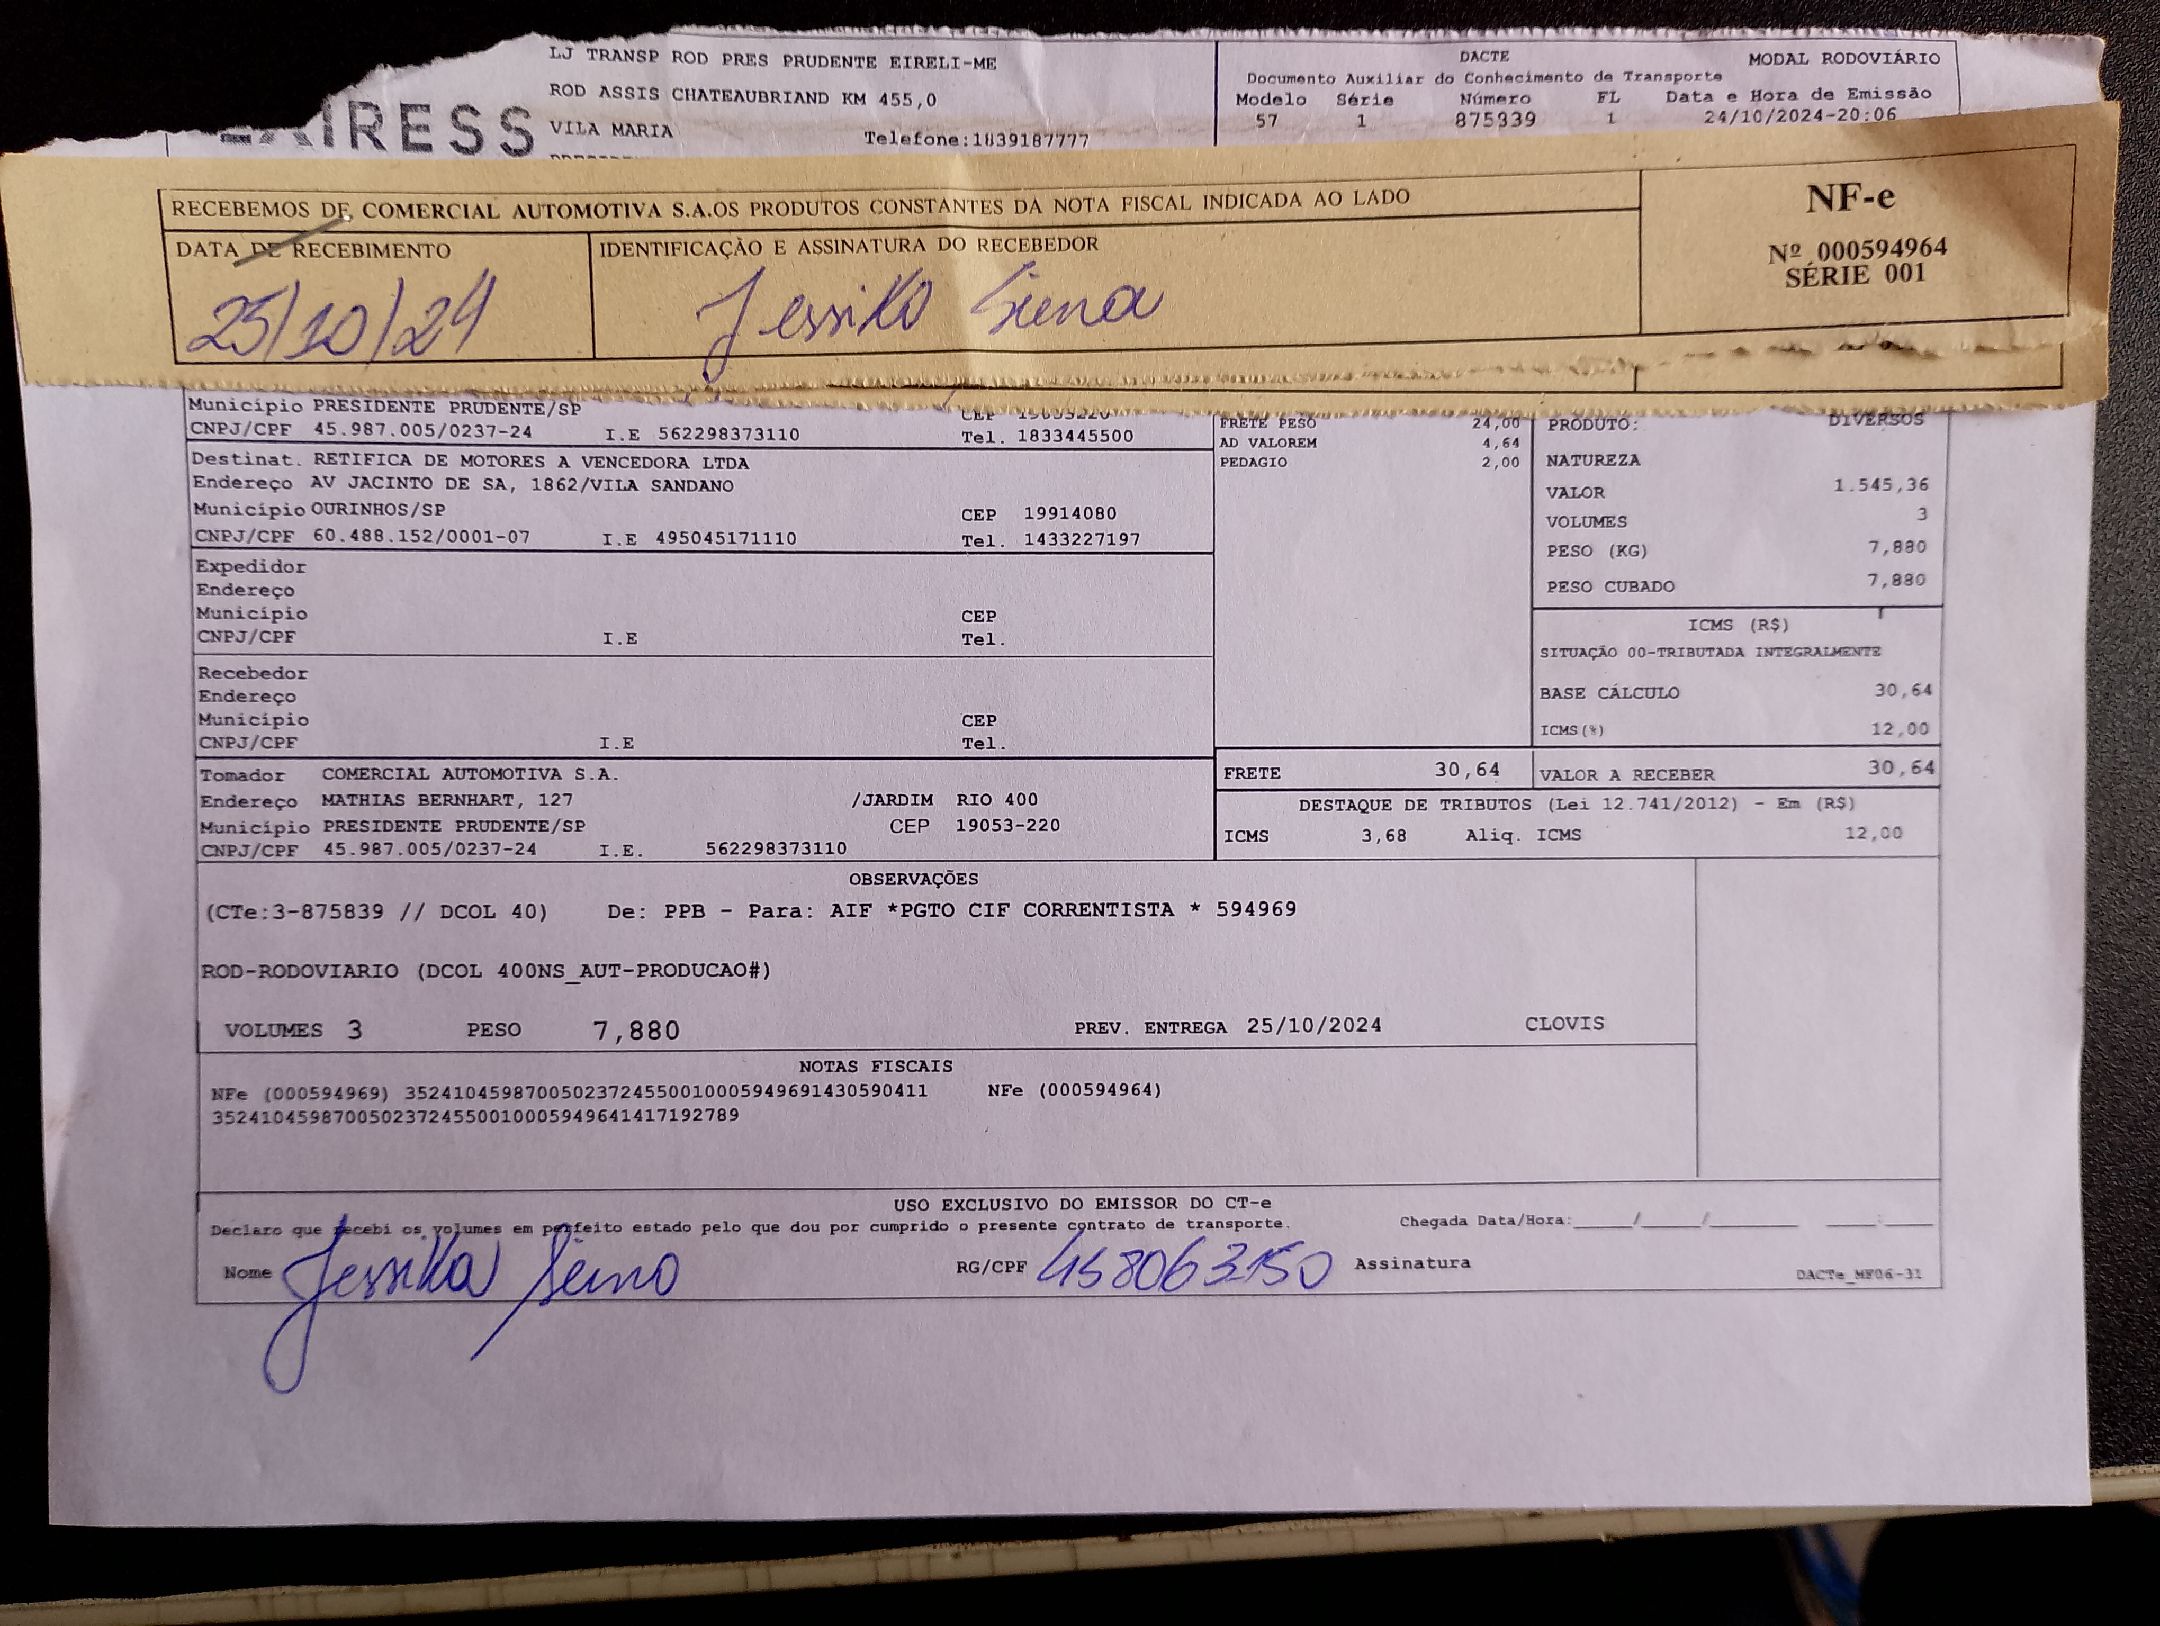 LJ TRANSP ROD PRES PRUDENTE EIRELI-ME
ROD ASSIS CHATEAUBRIAND KM 455,0
VILA MARIA Telefone:1839187777
DACTE MODAL RODOVIÁRIO
Documento Auxiliar do Conhecimento de Transporte
Modelo Série Número FL Data e Hora de Emissão
57 1 875839 1 24/10/2024-20:06
RECEBEMOS DE COMERCIAL AUTOMOTIVA S.A.OS PRODUTOS CONSTANTES DA NOTA FISCAL INDICADA AO LADO
DATA DE RECEBIMENTO IDENTIFICAÇÃO E ASSINATURA DO RECEBEDOR
25/10/24 Jessika Siena
NF-e
Nº 000594964
SÉRIE 001
Município PRESIDENTE PRUDENTE/SP CEP
CNPJ/CPF 45.987.005/0237-24 I.E 562298373110 Tel. 1833445500
Destinat. RETIFICA DE MOTORES A VENCEDORA LTDA
Endereço AV JACINTO DE SA, 1862/VILA SANDANO
Município OURINHOS/SP CEP 19914080
CNPJ/CPF 60.488.152/0001-07 I.E 495045171110 Tel. 1433227197
Expedidor
Endereço
Município CEP
CNPJ/CPF I.E Tel.
Recebedor
Endereço
Município CEP
CNPJ/CPF I.E Tel.
Tomador COMERCIAL AUTOMOTIVA S.A.
Endereço MATHIAS BERNHART, 127 /JARDIM RIO 400
Município PRESIDENTE PRUDENTE/SP CEP 19053-220
CNPJ/CPF 45.987.005/0237-24 I.E. 562298373110
FRETE PESO 24,00
AD VALOREM 4,64
PEDAGIO 2,00
PRODUTO: DIVERSOS
NATUREZA
VALOR 1.545,36
VOLUMES 3
PESO (KG) 7,880
PESO CUBADO 7,880
ICMS (R$)
SITUAÇÃO 00-TRIBUTADA INTEGRALMENTE
BASE CÁLCULO 30,64
ICMS(%) 12,00
FRETE 30,64 VALOR A RECEBER 30,64
DESTAQUE DE TRIBUTOS (Lei 12.741/2012) - Em (R$)
ICMS 3,68 Aliq. ICMS 12,00
OBSERVAÇÕES
(CTe:3-875839 // DCOL 40) De: PPB - Para: AIF *PGTO CIF CORRENTISTA * 594969
ROD-RODOVIARIO (DCOL 400NS_AUT-PRODUCAO#)
VOLUMES 3 PESO 7,880 PREV. ENTREGA 25/10/2024 CLOVIS
NOTAS FISCAIS
NFe (000594969) 35241045987005023724550010005949691430590411 NFe (000594964)
35241045987005023724550010005949641417192789
USO EXCLUSIVO DO EMISSOR DO CT-e
Declaro que recebi os volumes em perfeito estado pelo que dou por cumprido o presente contrato de transporte. Chegada Data/Hora:_____/_____/_________ _____:_____
Nome Jessika Siena RG/CPF 458063150 Assinatura
DACTe_MF06-31